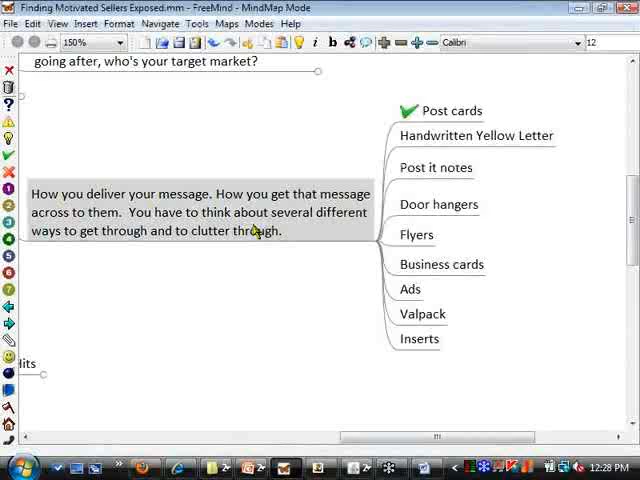 Finding Motivated Sellers Exposed.mm - FreeMind - MindMap Mode
File Edit View Insert Format Navigate Tools Maps Modes Help
150% Calibri 12
going after, who's your target market?
How you deliver your message. How you get that message
across to them. You have to think about several different
ways to get through and to clutter through.
Post cards
Handwritten Yellow Letter
Post it notes
Door hangers
Flyers
Business cards
Ads
Valpack
Inserts
Hits
12:28 PM